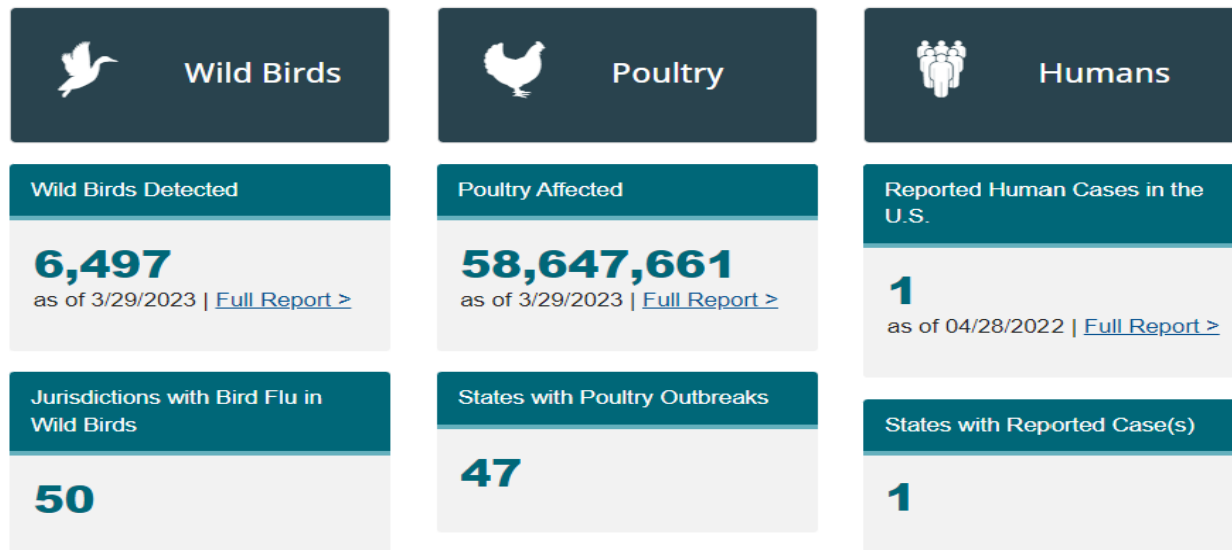 Wild Birds
Poultry
Humans
Wild Birds Detected
6,497
as of 3/29/2023 | Full Report >
Jurisdictions with Bird Flu in
Wild Birds
50
Poultry Affected
58,647,661
as of 3/29/2023 | Full Report >
States with Poultry Outbreaks
47
Reported Human Cases in the
U.S.
1
as of 04/28/2022 | Full Report >
States with Reported Case(s)
1